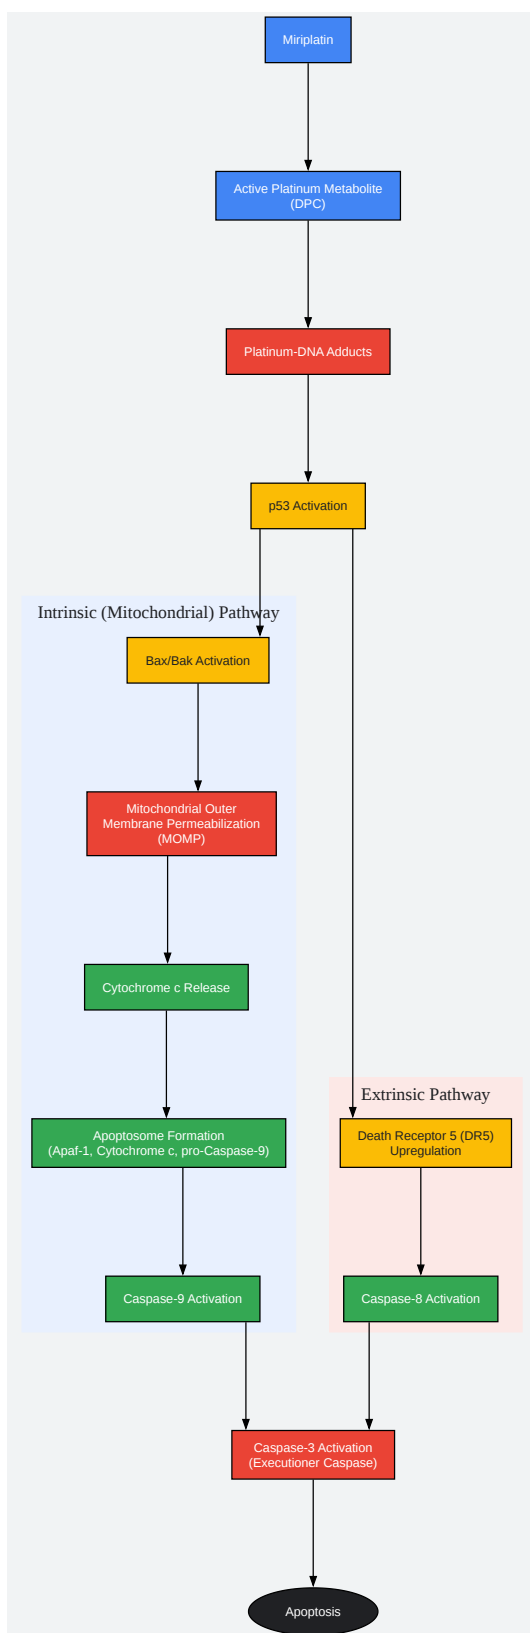 Miriplatin
Active Platinum Metabolite
(DPC)
Platinum-DNA Adducts
p53 Activation
Intrinsic (Mitochondrial) Pathway
Bax/Bak Activation
Mitochondrial Outer
Membrane Permeabilization
(MOMP)
Cytochrome c Release
Apoptosome Formation
(Apaf-1, Cytochrome c, pro-Caspase-9)
Caspase-9 Activation
Extrinsic Pathway
Death Receptor 5 (DR5)
Upregulation
Caspase-8 Activation
Caspase-3 Activation
(Executioner Caspase)
Apoptosis